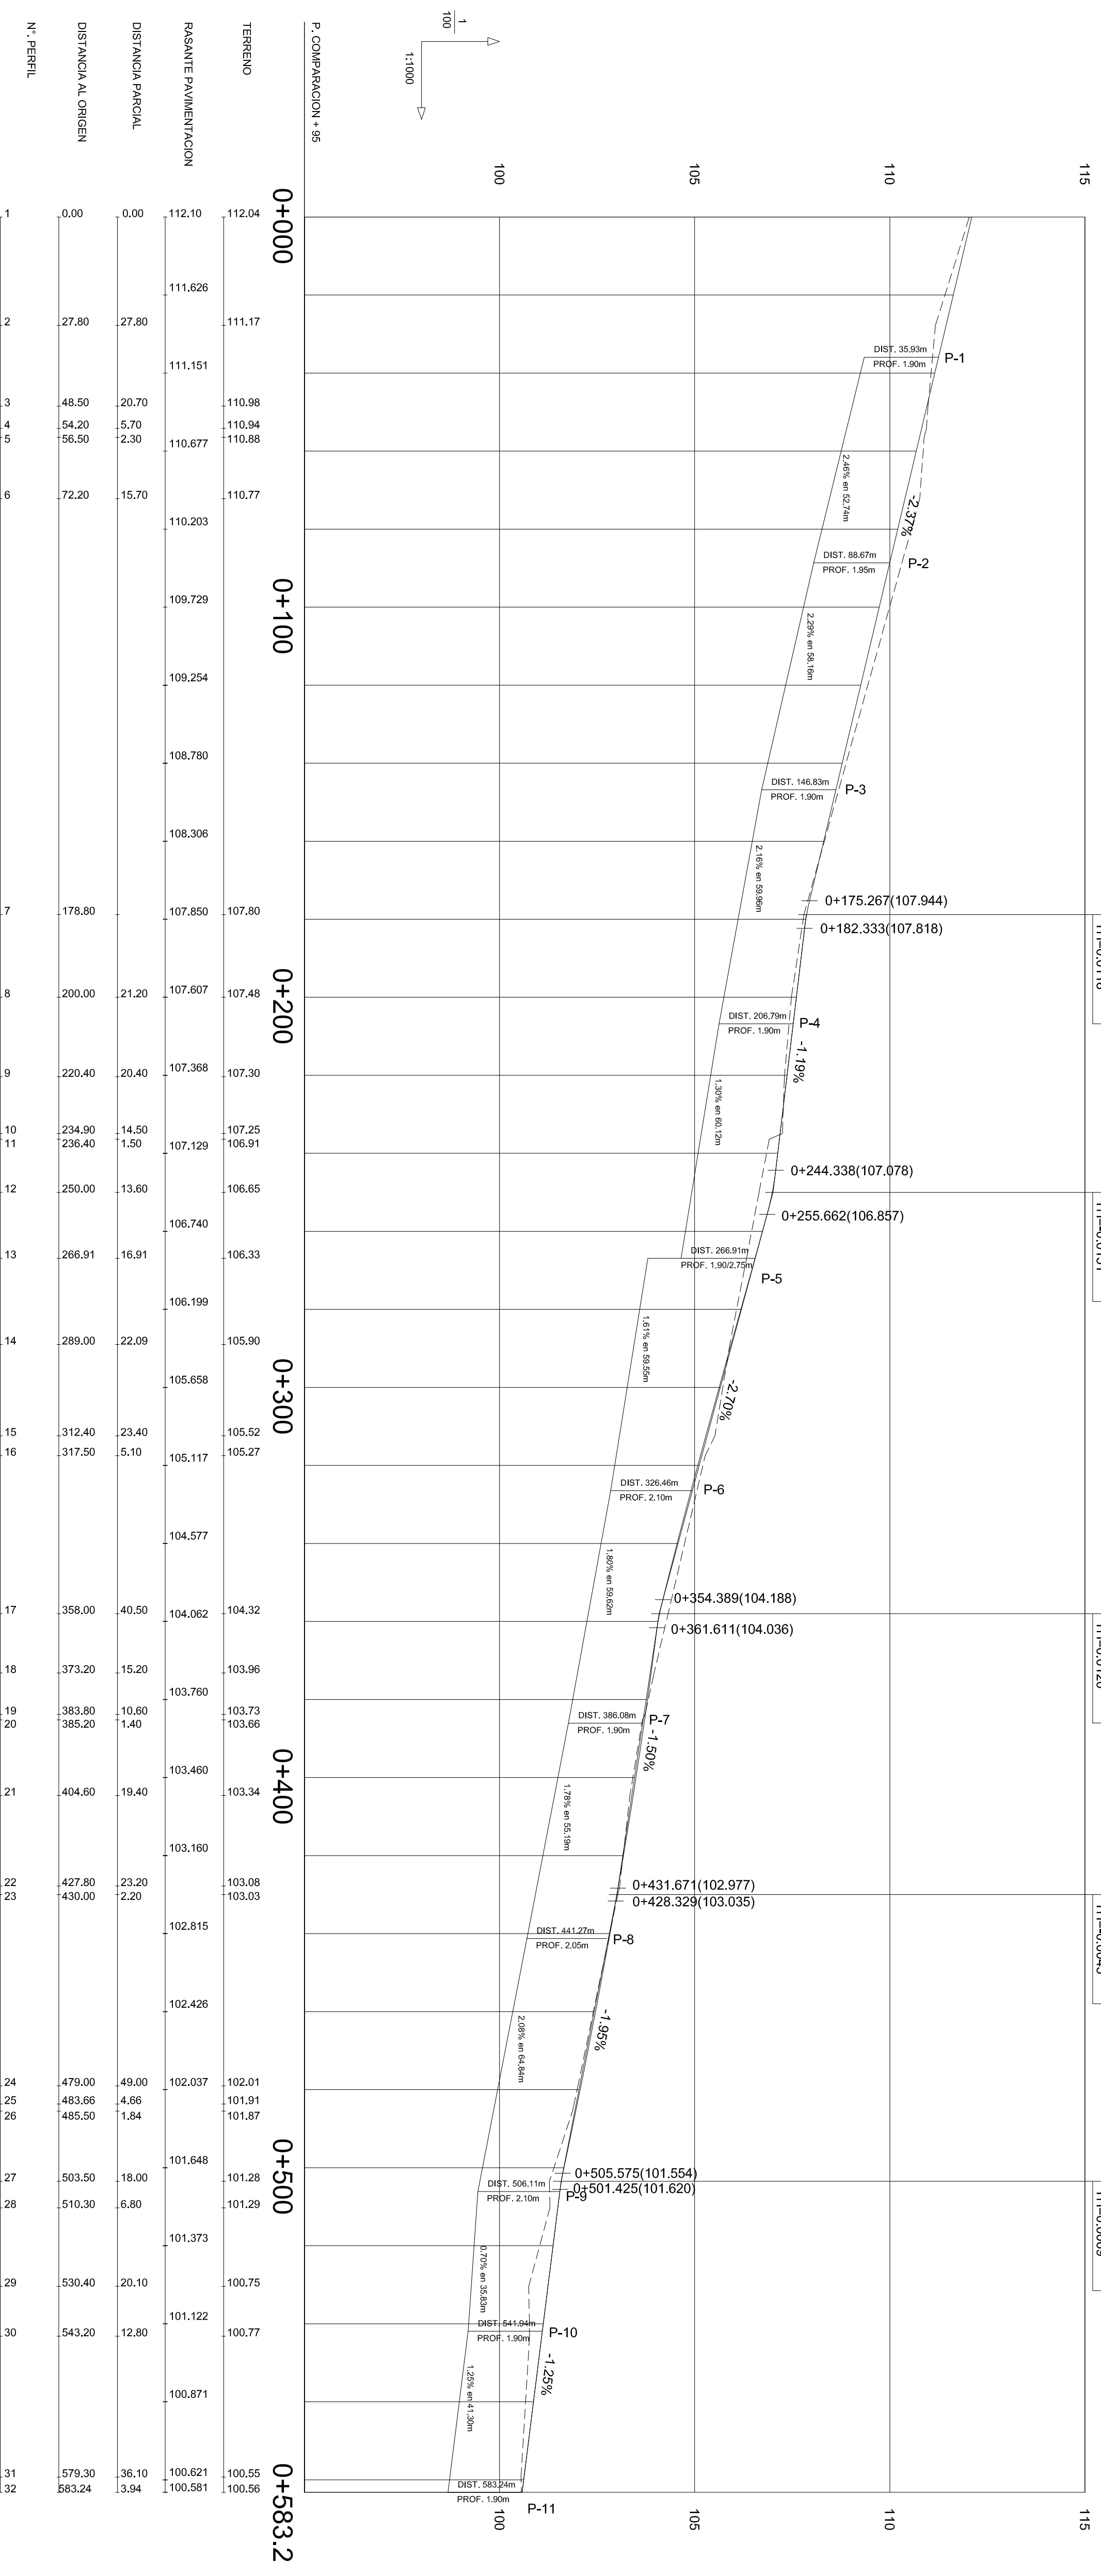 115
110
105
100
1
100
1:1000
P. COMPARACION + 95
TERRENO
RASANTE PAVIMENTACION
DISTANCIA PARCIAL
DISTANCIA AL ORIGEN
N°. PERFIL
0+000
0+100
0+200
0+300
0+400
0+500
0+583.2
1 0.00 0.00 112.10 112.04
111.626
2 27.80 27.80 111.17
111.151
3 48.50 20.70 110.98
4 54.20 5.70 110.94
5 56.50 2.30 110.88
110.677
6 72.20 15.70 110.77
110.203
109.729
109.254
108.780
108.306
7 178.80 107.850 107.80
8 200.00 21.20 107.607 107.48
9 220.40 20.40 107.368 107.30
10 234.90 14.50 107.25
11 236.40 1.50 107.129 106.91
12 250.00 13.60 106.65
106.740
13 266.91 16.91 106.33
106.199
14 289.00 22.09 105.90
105.658
15 312.40 23.40 105.52
16 317.50 5.10 105.27
105.117
104.577
17 358.00 40.50 104.062 104.32
18 373.20 15.20 103.96
103.760
19 383.80 10.60 103.73
20 385.20 1.40 103.66
103.460
21 404.60 19.40 103.34
103.160
22 427.80 23.20 103.08
23 430.00 2.20 103.03
102.815
102.426
24 479.00 49.00 102.037 102.01
25 483.66 4.66 101.91
26 485.50 1.84 101.87
101.648
27 503.50 18.00 101.28
28 510.30 6.80 101.29
101.373
29 530.40 20.10 100.75
101.122
30 543.20 12.80 100.77
100.871
31 579.30 36.10 100.621 100.55
32 583.24 3.94 100.581 100.56
DIST. 35,93m
PROF. 1.90m
P-1
2.46% en 52.74m
-2.37%
DIST. 88.67m
PROF. 1.95m
P-2
2.29% en 58.16m
DIST. 146.83m
PROF. 1.90m
P-3
2.16% en 59.96m
0+175.267(107.944)
0+182.333(107.818)
DIST. 206.79m
PROF. 1.90m
P-4
-1.19%
1.30% en 60.12m
0+244.338(107.078)
0+255.662(106.857)
DIST. 266.91m
PROF. 1,90/2,75m
P-5
1.61% en 59.55m
-2.70%
DIST. 326.46m
PROF. 2.10m
P-6
1.80% en 59.62m
0+354.389(104.188)
0+361.611(104.036)
DIST. 386.08m
PROF. 1.90m
P-7
-1.50%
1.78% en 55.19m
0+431.671(102.977)
0+428.329(103.035)
DIST. 441.27m
PROF. 2.05m
P-8
-1.95%
2.08% en 64.84m
0+505.575(101.554)
0+501.425(101.620)
DIST. 506.11m
PROF. 2.10m
P-9
0.70% en 35.83m
DIST. 541.94m
PROF. 1.90m
P-10
-1.25%
1.25% en 41.30m
DIST. 583.24m
PROF. 1.90m
P-11
115
110
105
100